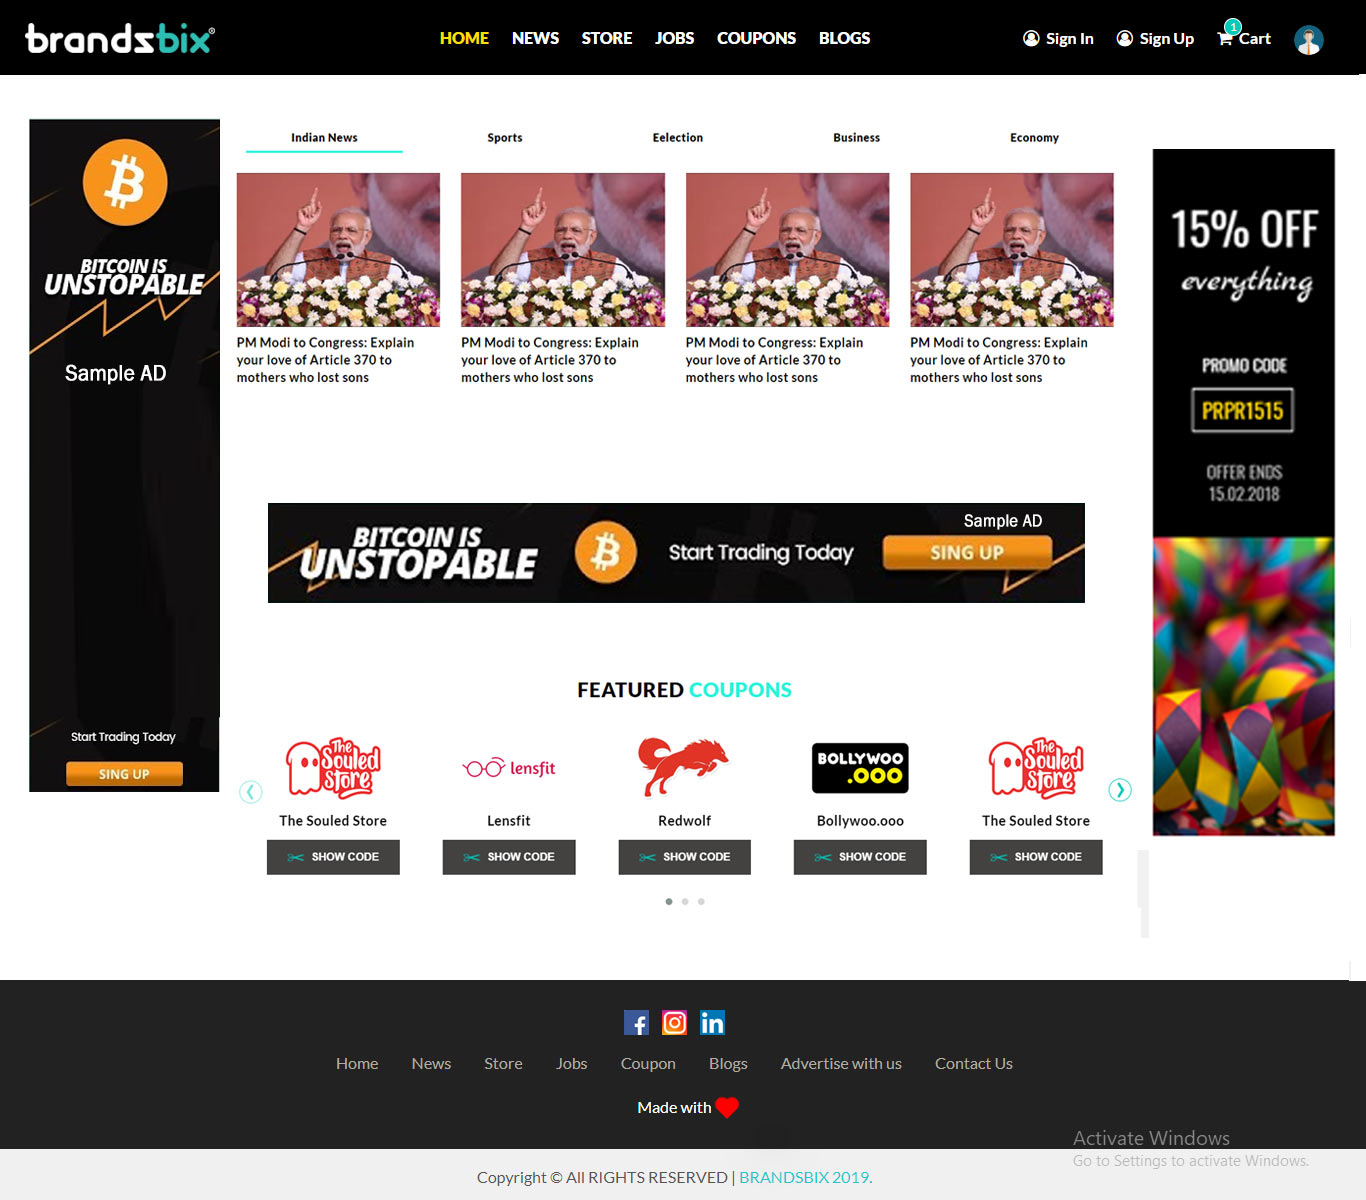 brandsbix®
HOME NEWS STORE JOBS COUPONS BLOGS
Sign In Sign Up 1 Cart
BITCOIN IS
UNSTOPABLE
Sample AD
Start Trading Today
SING UP
Indian News Sports Eelection Business Economy
PM Modi to Congress: Explain
your love of Article 370 to
mothers who lost sons
PM Modi to Congress: Explain
your love of Article 370 to
mothers who lost sons
PM Modi to Congress: Explain
your love of Article 370 to
mothers who lost sons
PM Modi to Congress: Explain
your love of Article 370 to
mothers who lost sons
15% OFF
everything
PROMO CODE
PRPR1515
OFFER ENDS
15.02.2018
BITCOIN IS
UNSTOPABLE
Start Trading Today
Sample AD
SING UP
FEATURED COUPONS
The
Souled
Store
lensfit
BOLLYWOO
.OOO
The
Souled
Store
The Souled Store Lensfit Redwolf Bollywoo.ooo The Souled Store
SHOW CODE SHOW CODE SHOW CODE SHOW CODE SHOW CODE
Home News Store Jobs Coupon Blogs Advertise with us Contact Us
Made with
Activate Windows
Go to Settings to activate Windows.
Copyright © All RIGHTS RESERVED | BRANDSBIX 2019.